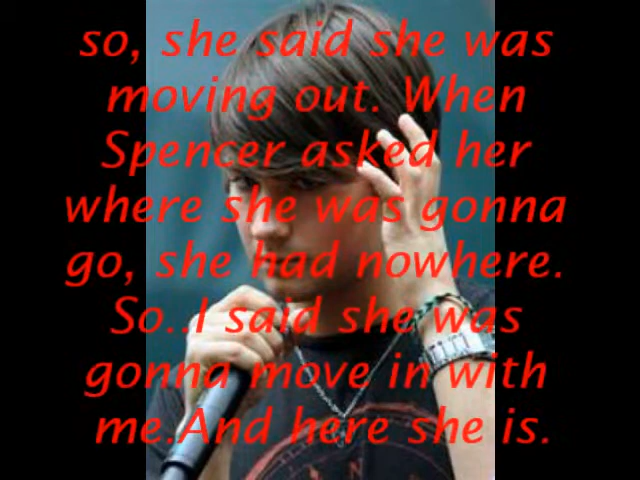 so, she said she was
moving out. When
Spencer asked her
where she was gonna
go, she had nowhere.
So..I said she was
gonna move in with
me.And here she is.